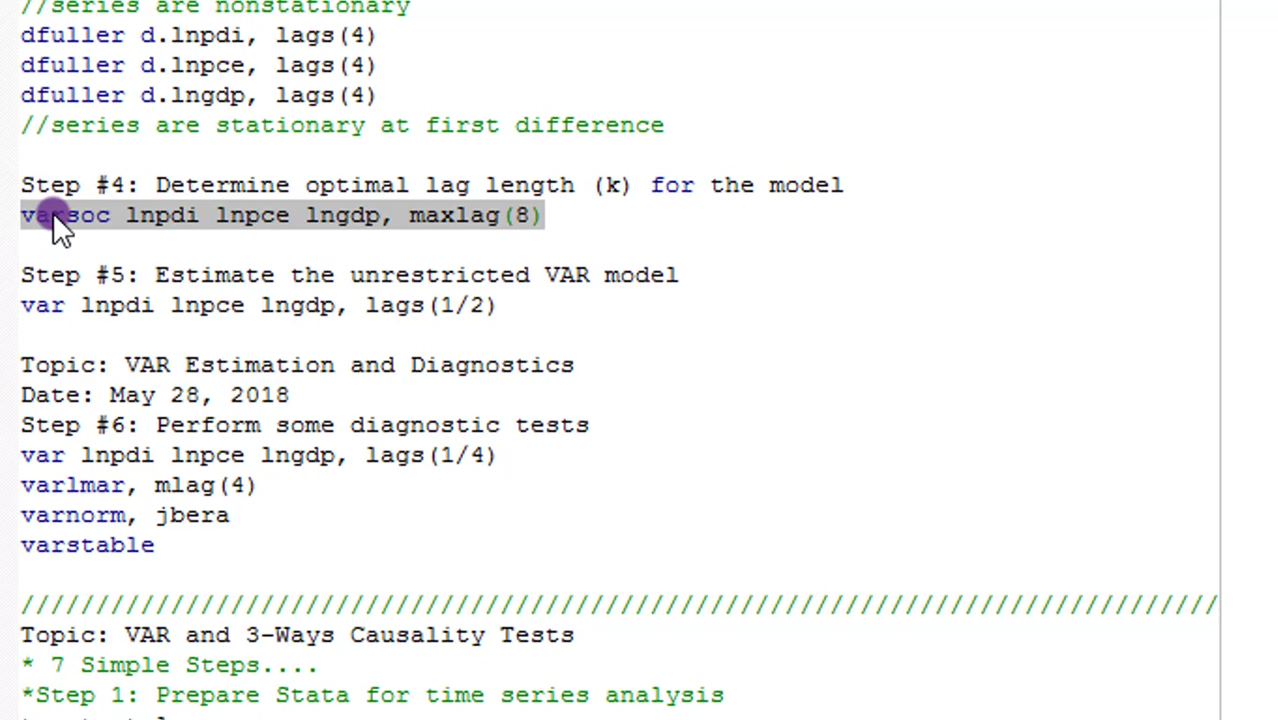 //series are nonstationary
dfuller d.lnpdi, lags(4)
dfuller d.lnpce, lags(4)
dfuller d.lngdp, lags(4)
//series are stationary at first difference
Step #4: Determine optimal lag length (k) for the model
varsoc lnpdi lnpce lngdp, maxlag(8)
Step #5: Estimate the unrestricted VAR model
var lnpdi lnpce lngdp, lags(1/2)
Topic: VAR Estimation and Diagnostics
Date: May 28, 2018
Step #6: Perform some diagnostic tests
var lnpdi lnpce lngdp, lags(1/4)
varlmar, mlag(4)
varnorm, jbera
varstable
////////////////////////////////////////////////////////////////////////////////
Topic: VAR and 3-Ways Causality Tests
* 7 Simple Steps....
*Step 1: Prepare Stata for time series analysis